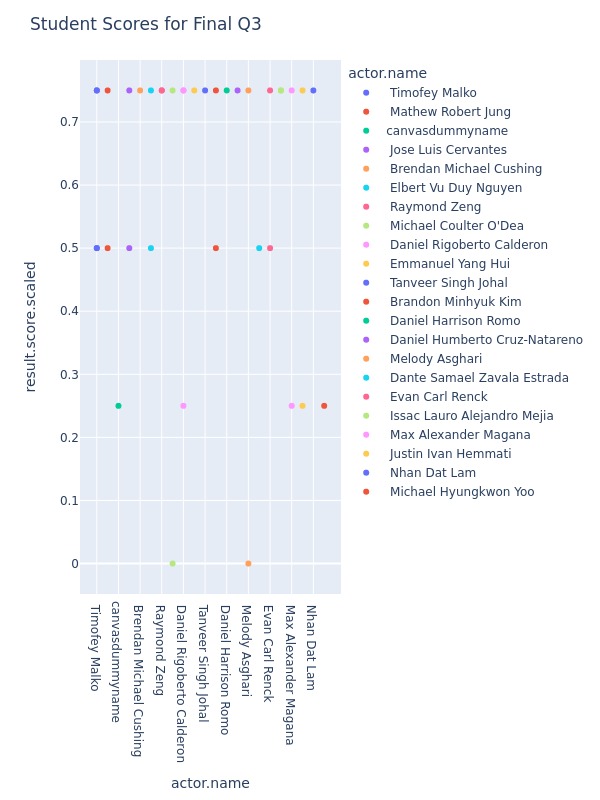 Student Scores for Final Q3
actor.name
Timofey Malko
Mathew Robert Jung
canvasdummyname
Jose Luis Cervantes
Brendan Michael Cushing
Elbert Vu Duy Nguyen
Raymond Zeng
Michael Coulter O'Dea
Daniel Rigoberto Calderon
Emmanuel Yang Hui
Tanveer Singh Johal
Brandon Minhyuk Kim
Daniel Harrison Romo
Daniel Humberto Cruz-Natareno
Melody Asghari
Dante Samael Zavala Estrada
Evan Carl Renck
Issac Lauro Alejandro Mejia
Max Alexander Magana
Justin Ivan Hemmati
Nhan Dat Lam
Michael Hyungkwon Yoo
result.score.scaled
0.7
0.6
0.5
0.4
0.3
0.2
0.1
0
Timofey Malko
canvasdummyname
Brendan Michael Cushing
Raymond Zeng
Daniel Rigoberto Calderon
Tanveer Singh Johal
Daniel Harrison Romo
Melody Asghari
Evan Carl Renck
Max Alexander Magana
Nhan Dat Lam
actor.name